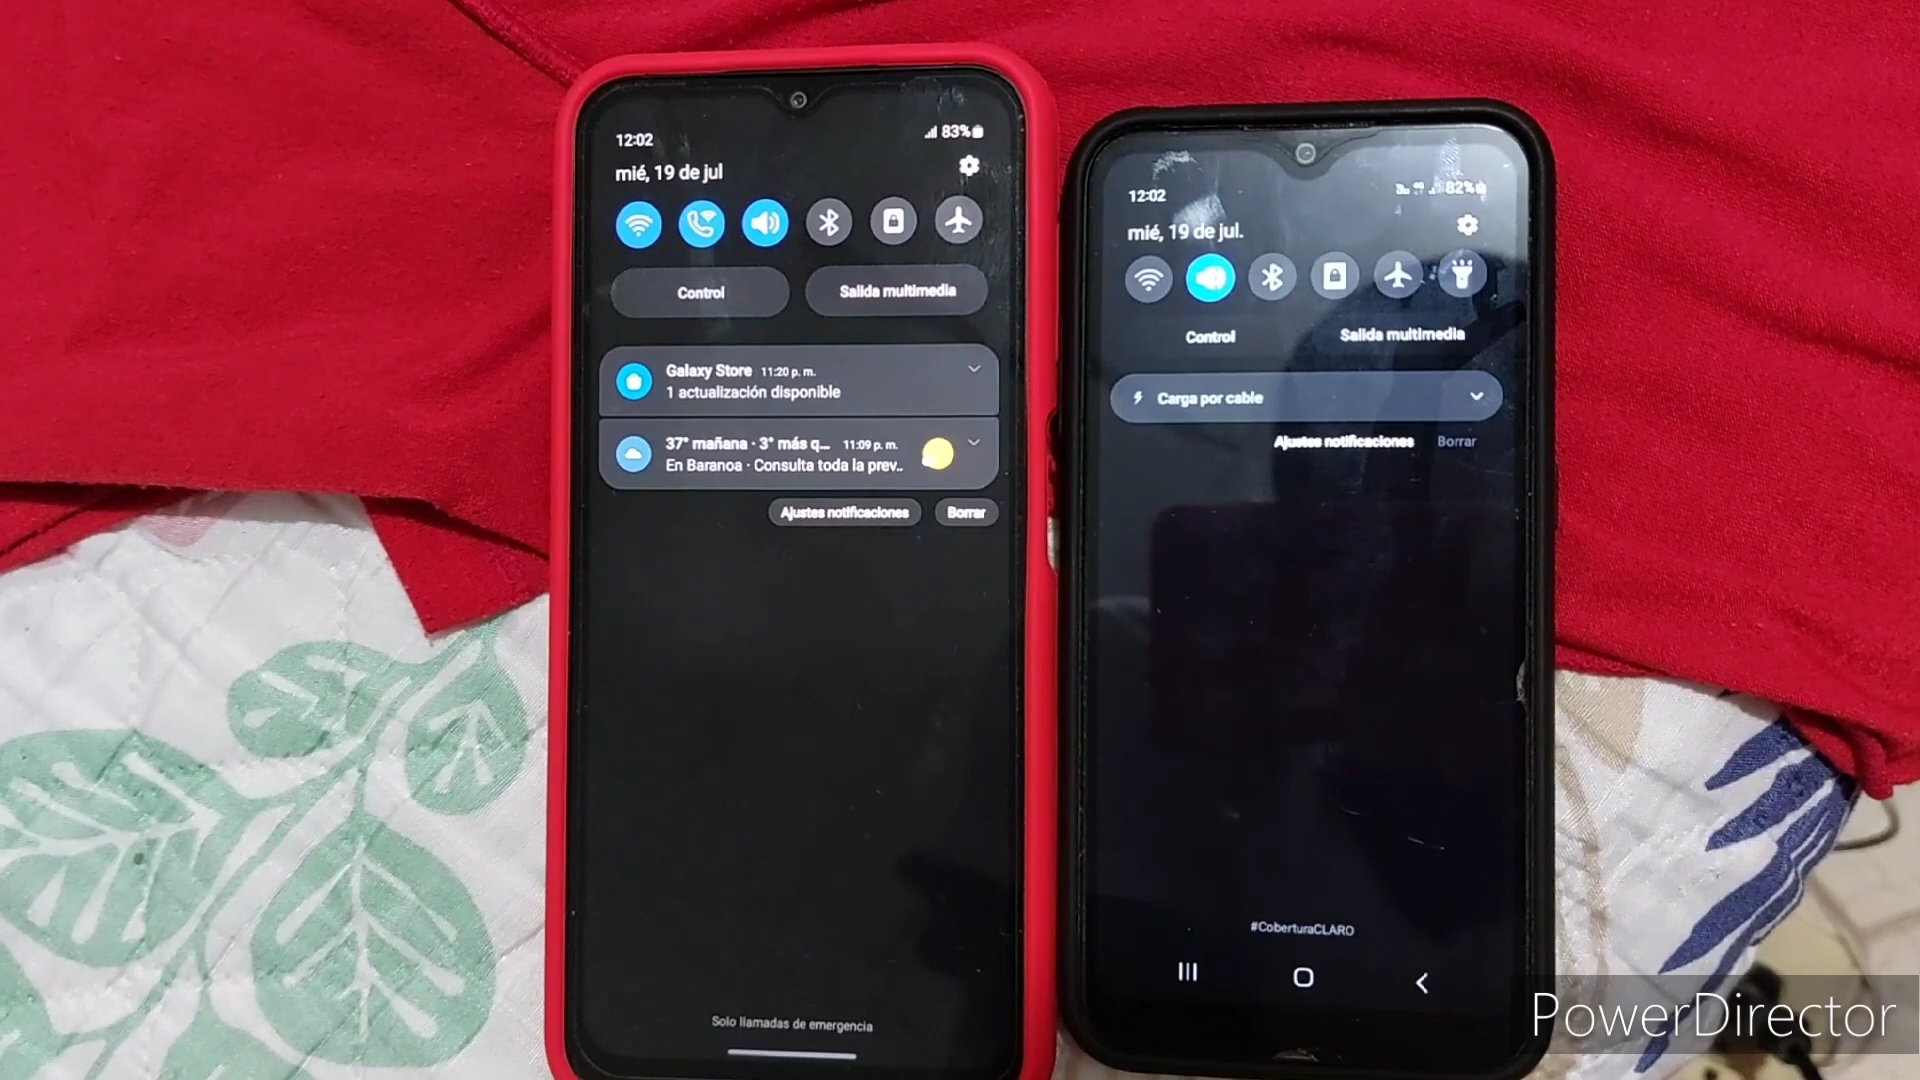 12:02
83%
mié, 19 de jul
Control
Salida multimedia
Galaxy Store 11:20 p. m.
1 actualización disponible
37° mañana · 3° más q... 11:09 p. m.
En Baranoa · Consulta toda la prev..
Ajustes notificaciones
Borrar
Solo llamadas de emergencia
12:02
82%
mié, 19 de jul.
Control
Salida multimedia
Carga por cable
Ajustes notificaciones
Borrar
#CoberturaCLARO
PowerDirector